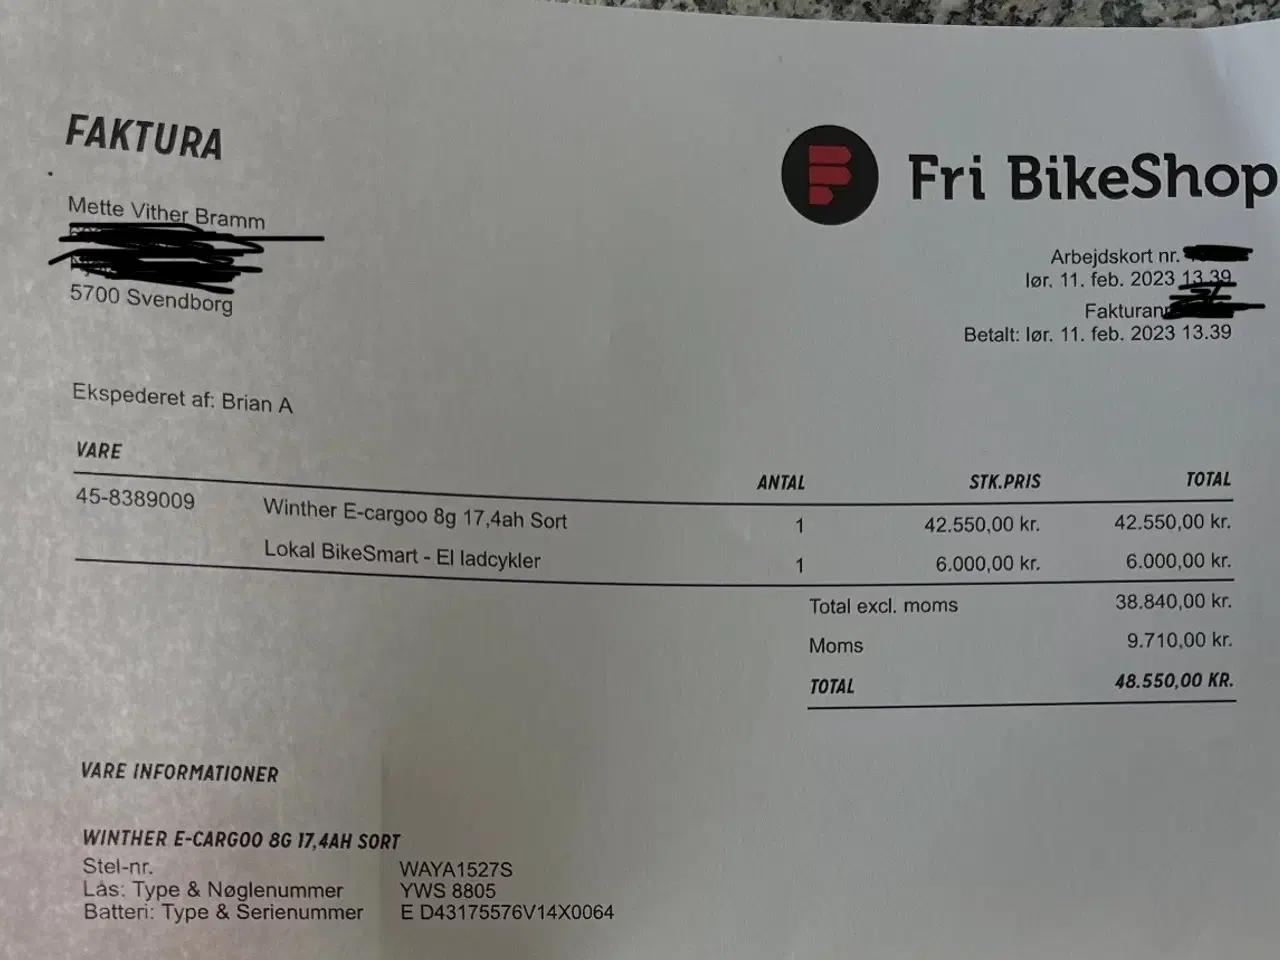 FAKTURA
Fri BikeShop
Mette Vither Bramm
5700 Svendborg
Arbejdskort nr.
lør. 11. feb. 2023 13.39
Fakturanr
Betalt: lør. 11. feb. 2023 13.39
Ekspederet af: Brian A
VARE ANTAL STK.PRIS TOTAL
45-8389009 Winther E-cargoo 8g 17,4ah Sort 1 42.550,00 kr. 42.550,00 kr.
Lokal BikeSmart - El ladcykler 1 6.000,00 kr. 6.000,00 kr.
Total excl. moms 38.840,00 kr.
Moms 9.710,00 kr.
TOTAL 48.550,00 KR.
VARE INFORMATIONER
WINTHER E-CARGOO 8G 17,4AH SORT
Stel-nr. WAYA1527S
Lås: Type & Nøglenummer YWS 8805
Batteri: Type & Serienummer E D43175576V14X0064